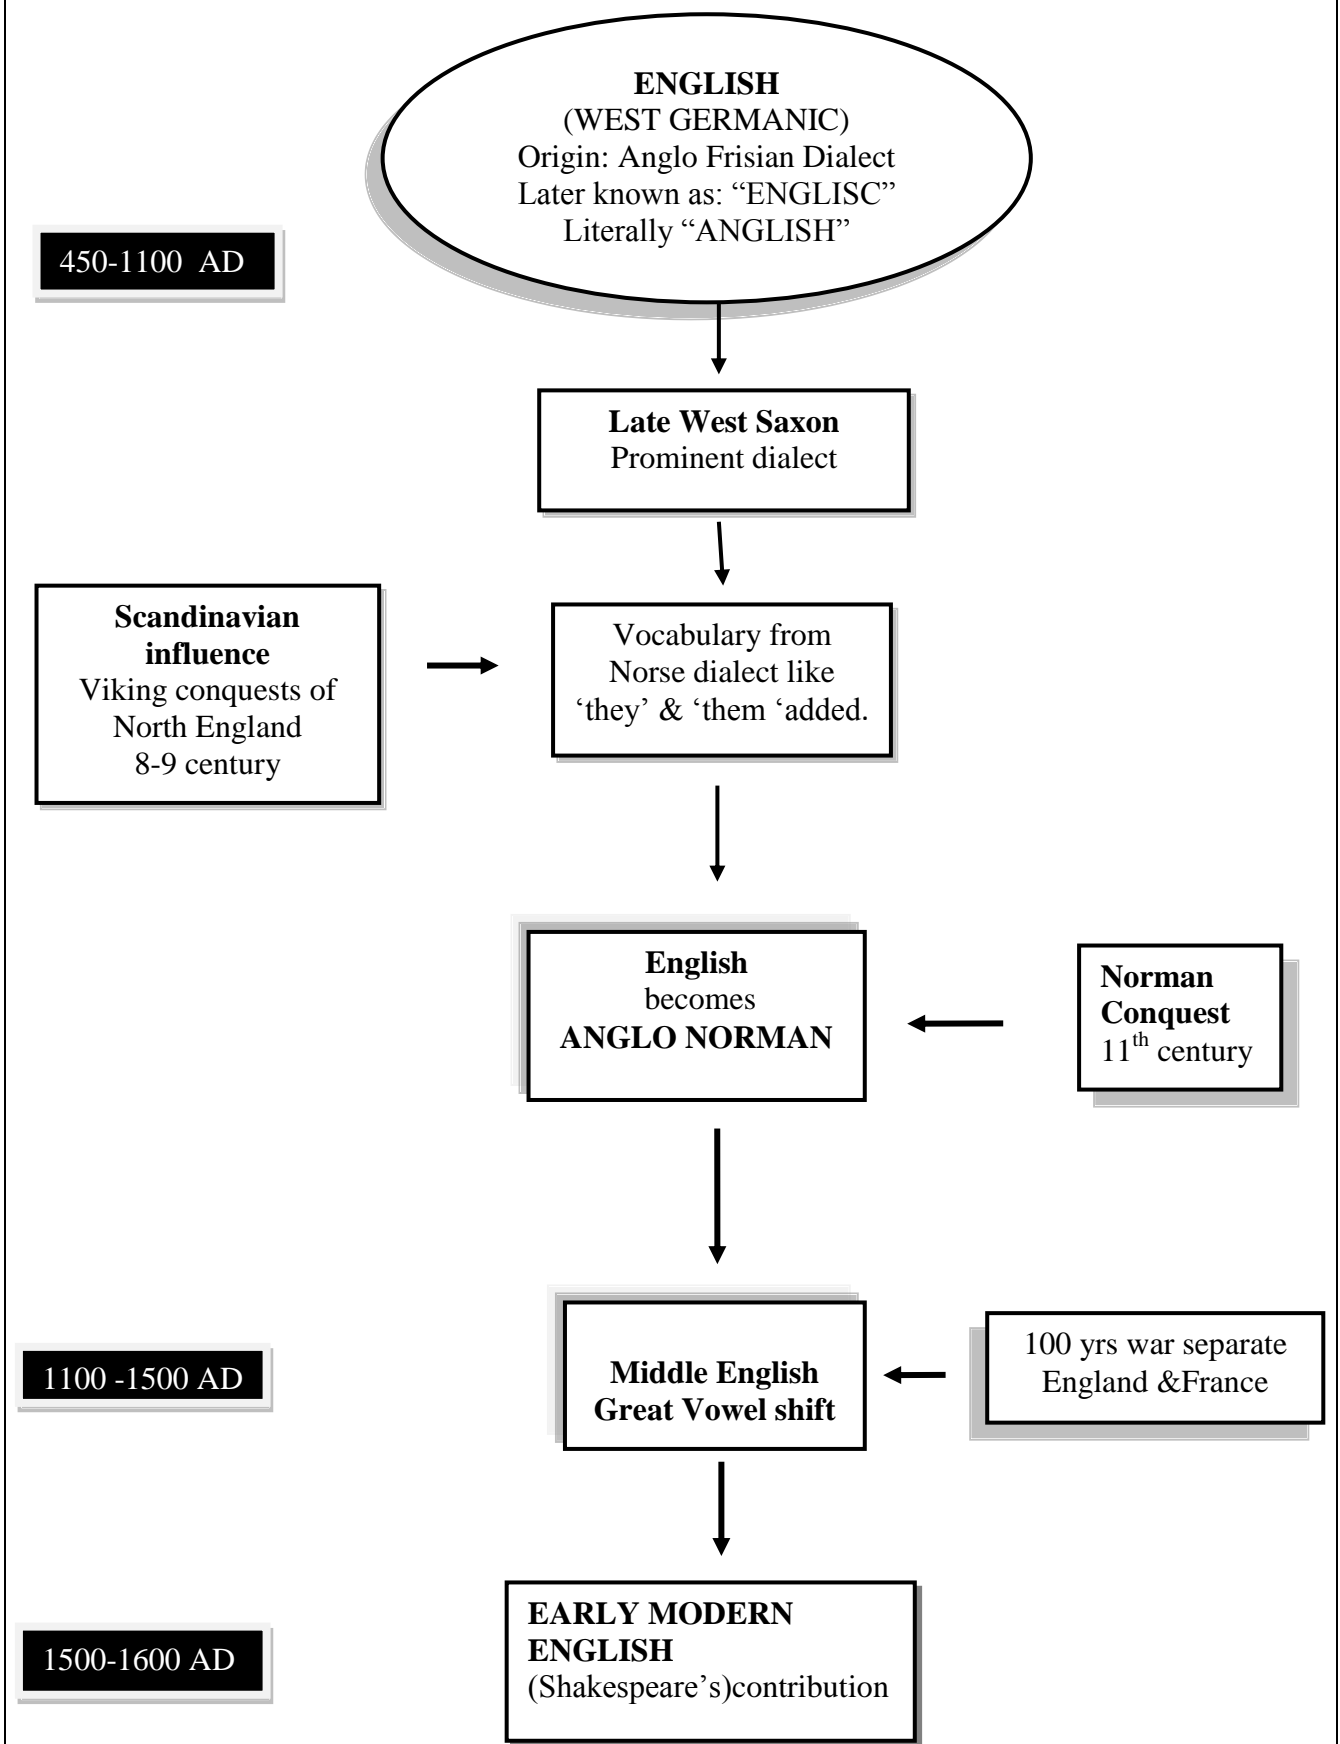 ENGLISH
(WEST GERMANIC)
Origin: Anglo Frisian Dialect
Later known as: “ENGLISC”
Literally “ANGLISH”
450-1100 AD
Late West Saxon
Prominent dialect
Scandinavian
influence
Viking conquests of
North England
8-9 century
Vocabulary from
Norse dialect like
‘they’ & ‘them ‘added.
English
becomes
ANGLO NORMAN
Norman
Conquest
11th century
1100 -1500 AD
Middle English
Great Vowel shift
100 yrs war separate
England &France
1500-1600 AD
EARLY MODERN
ENGLISH
(Shakespeare’s)contribution